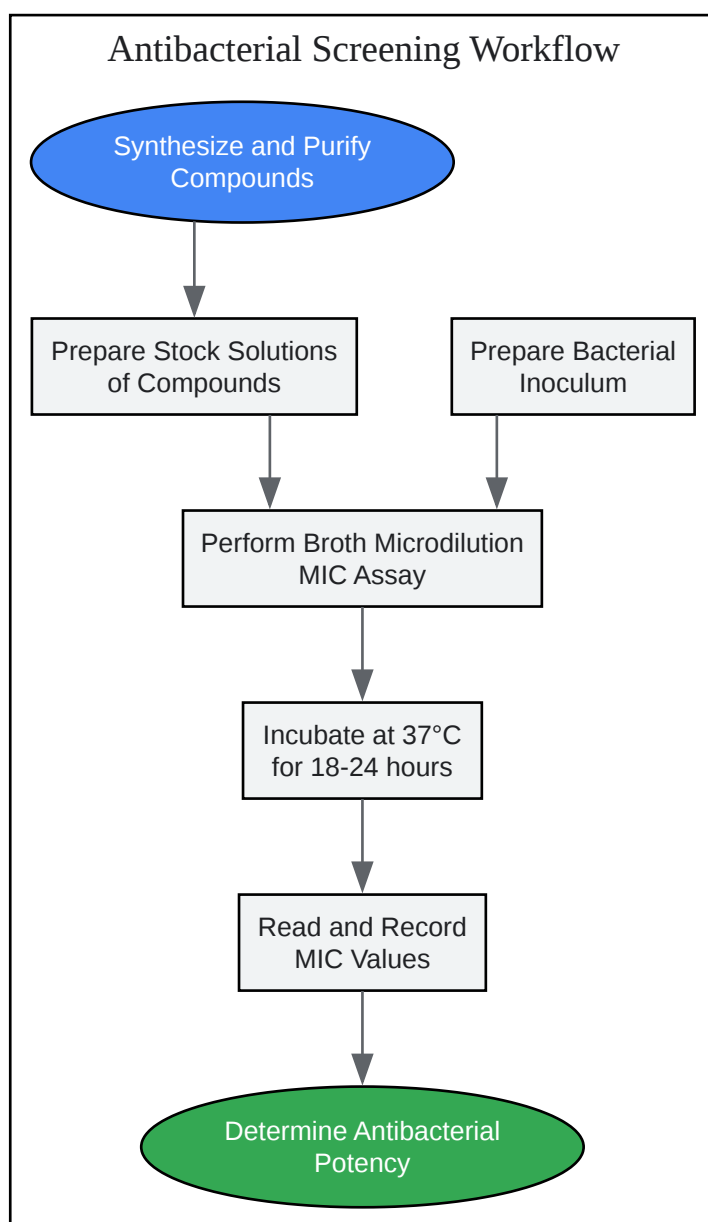 Antibacterial Screening Workflow
Synthesize and Purify
Compounds
Prepare Stock Solutions
of Compounds
Prepare Bacterial
Inoculum
Perform Broth Microdilution
MIC Assay
Incubate at 37°C
for 18-24 hours
Read and Record
MIC Values
Determine Antibacterial
Potency